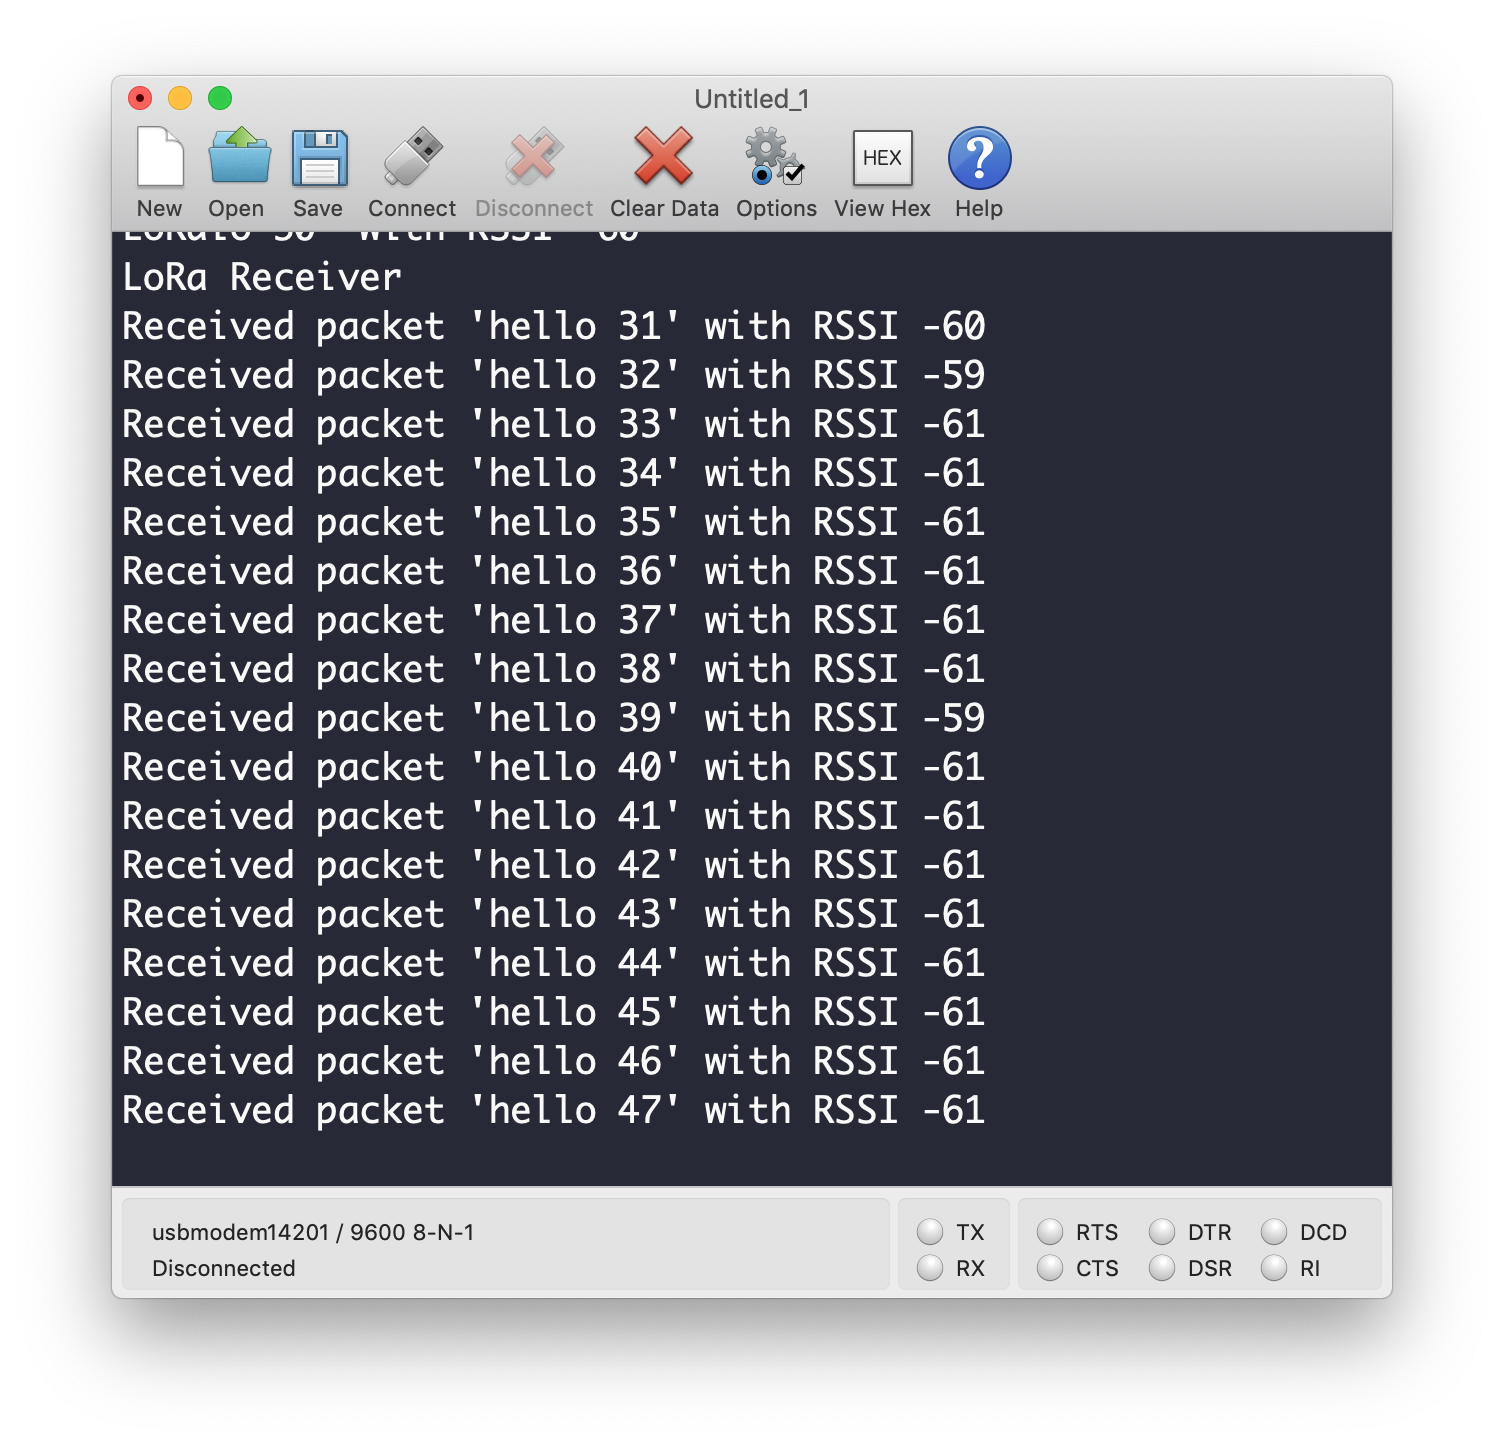 Untitled_1
New Open Save Connect Disconnect Clear Data Options HEX View Hex ? Help
with RSSI -60
LoRa Receiver
Received packet 'hello 31' with RSSI -60
Received packet 'hello 32' with RSSI -59
Received packet 'hello 33' with RSSI -61
Received packet 'hello 34' with RSSI -61
Received packet 'hello 35' with RSSI -61
Received packet 'hello 36' with RSSI -61
Received packet 'hello 37' with RSSI -61
Received packet 'hello 38' with RSSI -61
Received packet 'hello 39' with RSSI -59
Received packet 'hello 40' with RSSI -61
Received packet 'hello 41' with RSSI -61
Received packet 'hello 42' with RSSI -61
Received packet 'hello 43' with RSSI -61
Received packet 'hello 44' with RSSI -61
Received packet 'hello 45' with RSSI -61
Received packet 'hello 46' with RSSI -61
Received packet 'hello 47' with RSSI -61
usbmodem14201 / 9600 8-N-1
Disconnected
TX RTS DTR DCD
RX CTS DSR RI